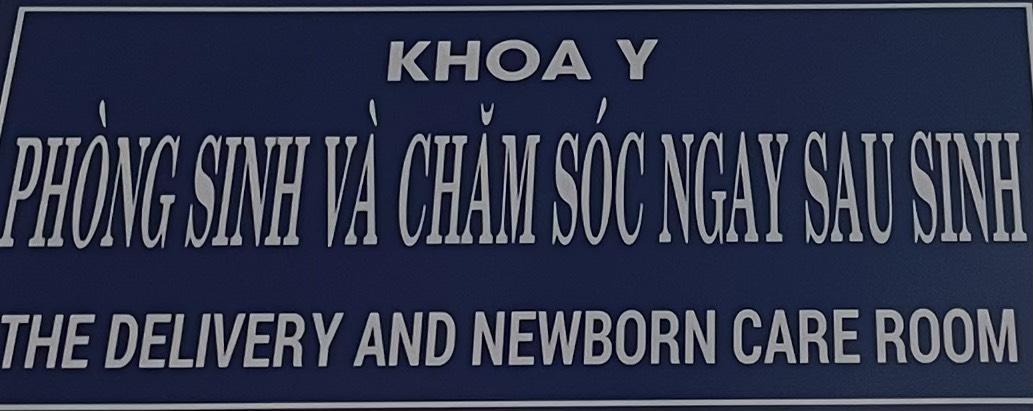 KHOA Y
PHÒNG SINH VÀ CHĂM SÓC NGAY SAU SINH
THE DELIVERY AND NEWBORN CARE ROOM